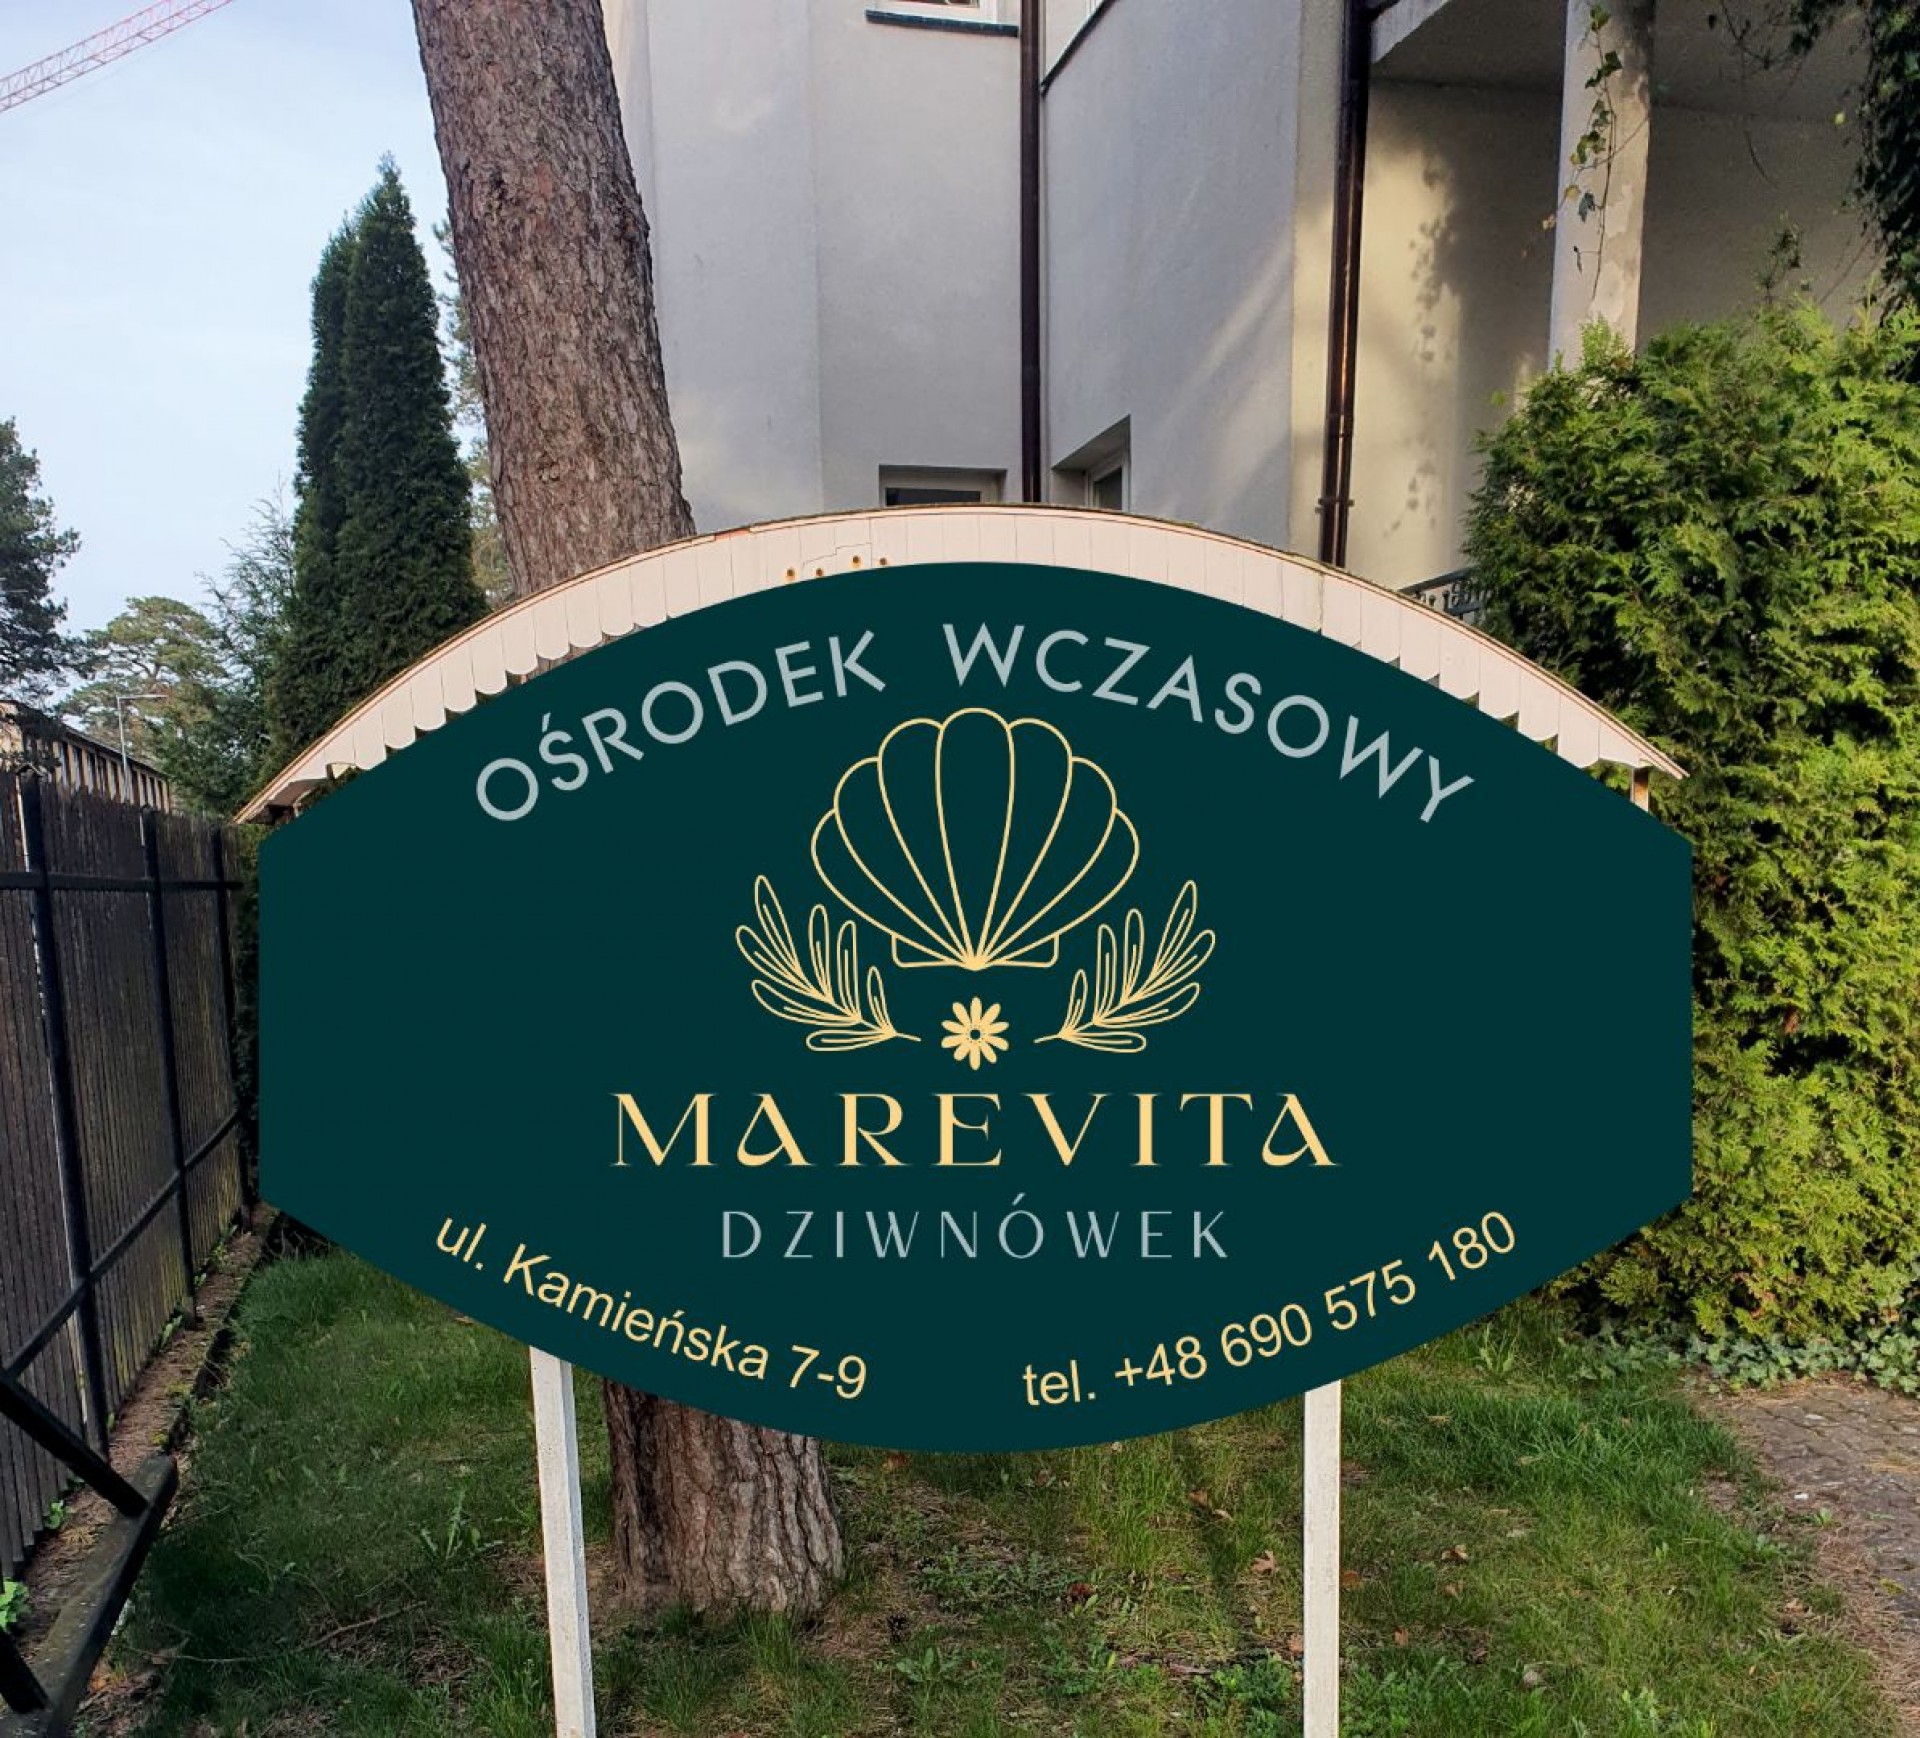 OŚRODEK WCZASOWY
MAREVITA
DZIWNÓWEK
ul. Kamieńska 7-9
tel. +48 690 575 180